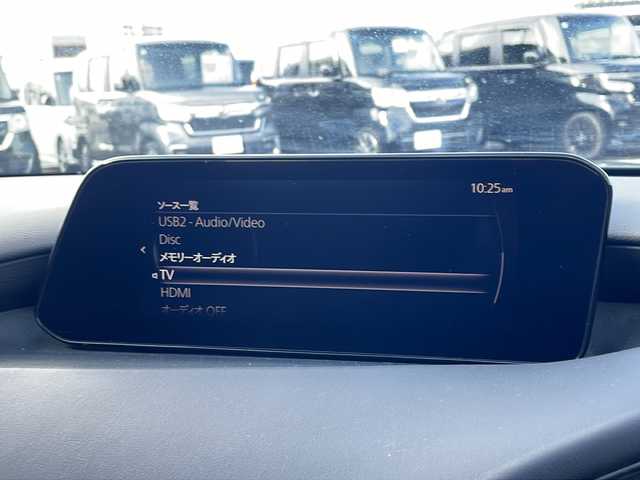 10:25am
ソース一覧
USB2 - Audio/Video
Disc
メモリーオーディオ
TV
HDMI
オーディオ OFF